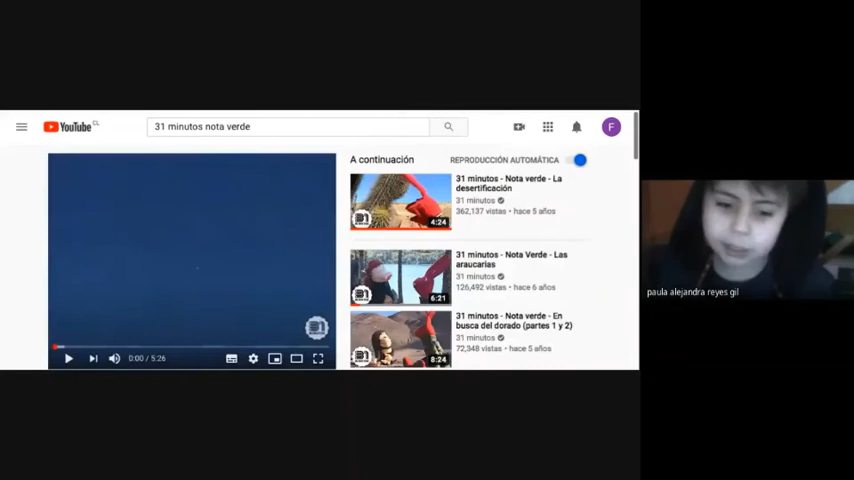 YouTube CL
31 minutos nota verde
F
A continuación
REPRODUCCIÓN AUTOMÁTICA
31 minutos - Nota verde - La
desertificación
31 minutos
362,137 vistas • hace 5 años
4:24
31 minutos - Nota Verde - Las
araucarias
31 minutos
126,492 vistas • hace 6 años
6:21
31 minutos - Nota verde - En
busca del dorado (partes 1 y 2)
31 minutos
72,348 vistas • hace 5 años
8:24
31
0:00 / 5:26
paula alejandra reyes gil